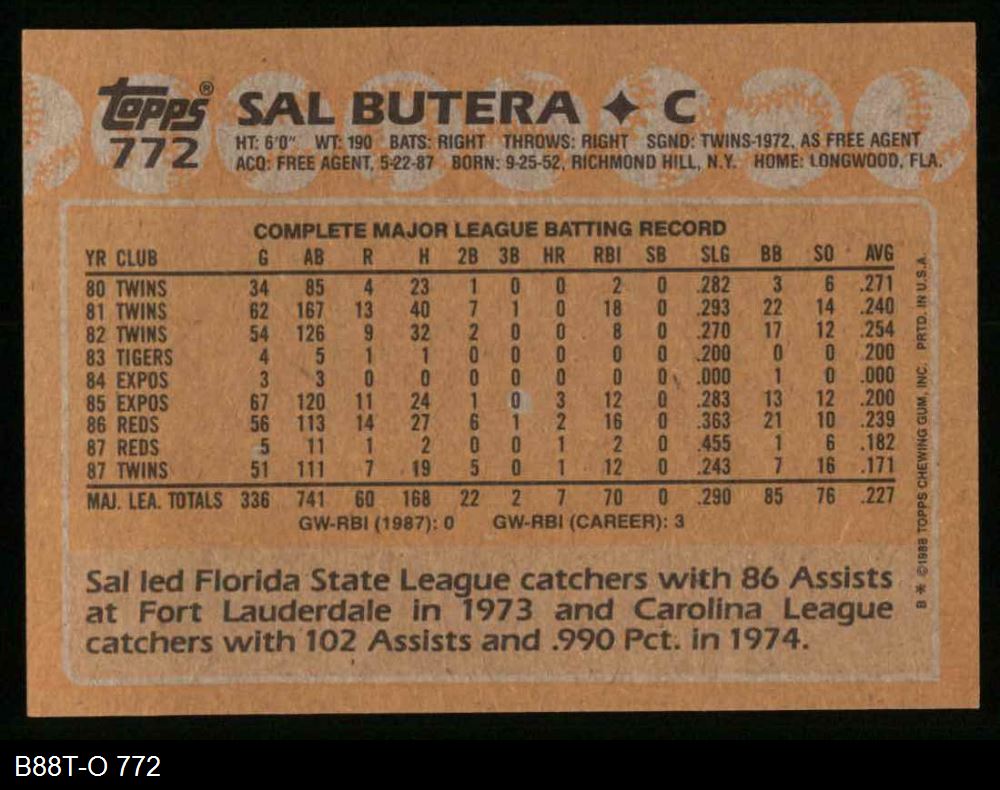 topps® SAL BUTERA ✦ C
772
HT: 6'0" WT: 190 BATS: RIGHT THROWS: RIGHT SGND: TWINS-1972, AS FREE AGENT
ACQ: FREE AGENT, 5-22-87 BORN: 9-25-52, RICHMOND HILL, N.Y. HOME: LONGWOOD, FLA.
COMPLETE MAJOR LEAGUE BATTING RECORD
YR CLUB G AB R H 2B 3B HR RBI SB SLG BB SO AVG
80 TWINS 34 85 4 23 1 0 0 2 0 .282 3 6 .271
81 TWINS 62 167 13 40 7 1 0 18 0 .293 22 14 .240
82 TWINS 54 126 9 32 2 0 0 8 0 .270 17 12 .254
83 TIGERS 4 5 1 1 0 0 0 0 0 .200 0 0 .200
84 EXPOS 3 3 0 0 0 0 0 0 0 .000 1 0 .000
85 EXPOS 67 120 11 24 1 0 3 12 0 .283 13 12 .200
86 REDS 56 113 14 27 6 1 2 16 0 .363 21 10 .239
87 REDS 5 11 1 2 0 0 1 2 0 .455 1 6 .182
87 TWINS 51 111 7 19 5 0 1 12 0 .243 7 16 .171
MAJ. LEA. TOTALS 336 741 60 168 22 2 7 70 0 .290 85 76 .227
GW-RBI (1987): 0 GW-RBI (CAREER): 3
Sal led Florida State League catchers with 86 Assists
at Fort Lauderdale in 1973 and Carolina League
catchers with 102 Assists and .990 Pct. in 1974.
B ✻ ©1988 TOPPS CHEWING GUM, INC. PRTD. IN U.S.A.
B88T-O 772